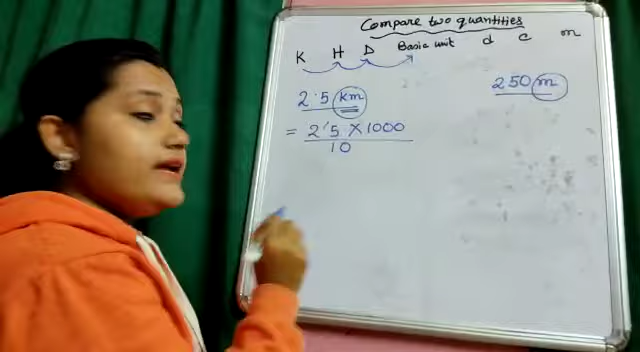 Compare two quantities
K H D Basic unit d c m
2.5 km 250 m
= 2'5 × 1000
10